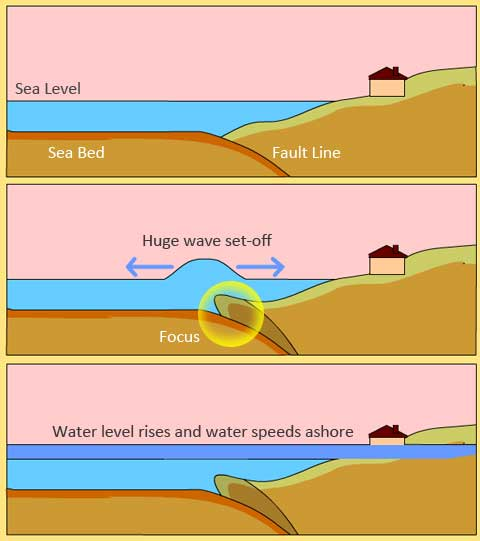 Sea Level
Sea Bed
Fault Line
Huge wave set-off
Focus
Water level rises and water speeds ashore